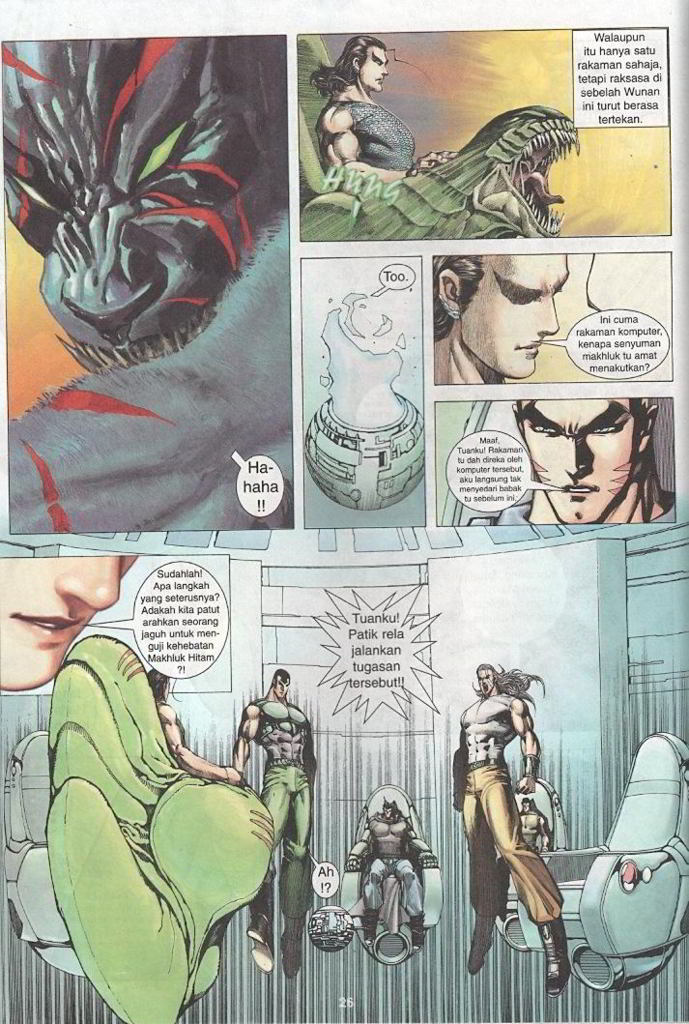 Walaupun
itu hanya satu
rakaman sahaja,
tetapi raksasa di
sebelah Wunan
ini turut berasa
tertekan.
HUNG
!
Ha-
haha
!!
Too.
Ini cuma
rakaman komputer,
kenapa senyuman
makhluk tu amat
menakutkan?
Maaf,
Tuanku! Rakaman
tu dah direka oleh
komputer tersebut,
aku langsung tak
menyedari babak
tu sebelum ini.
Sudahlah!
Apa langkah
yang seterusnya?
Adakah kita patut
arahkan seorang
jaguh untuk men-
guji kehebatan
Makhluk Hitam
?!
Tuanku!
Patik rela
jalankan
tugasan
tersebut!!
Ah
!?
26